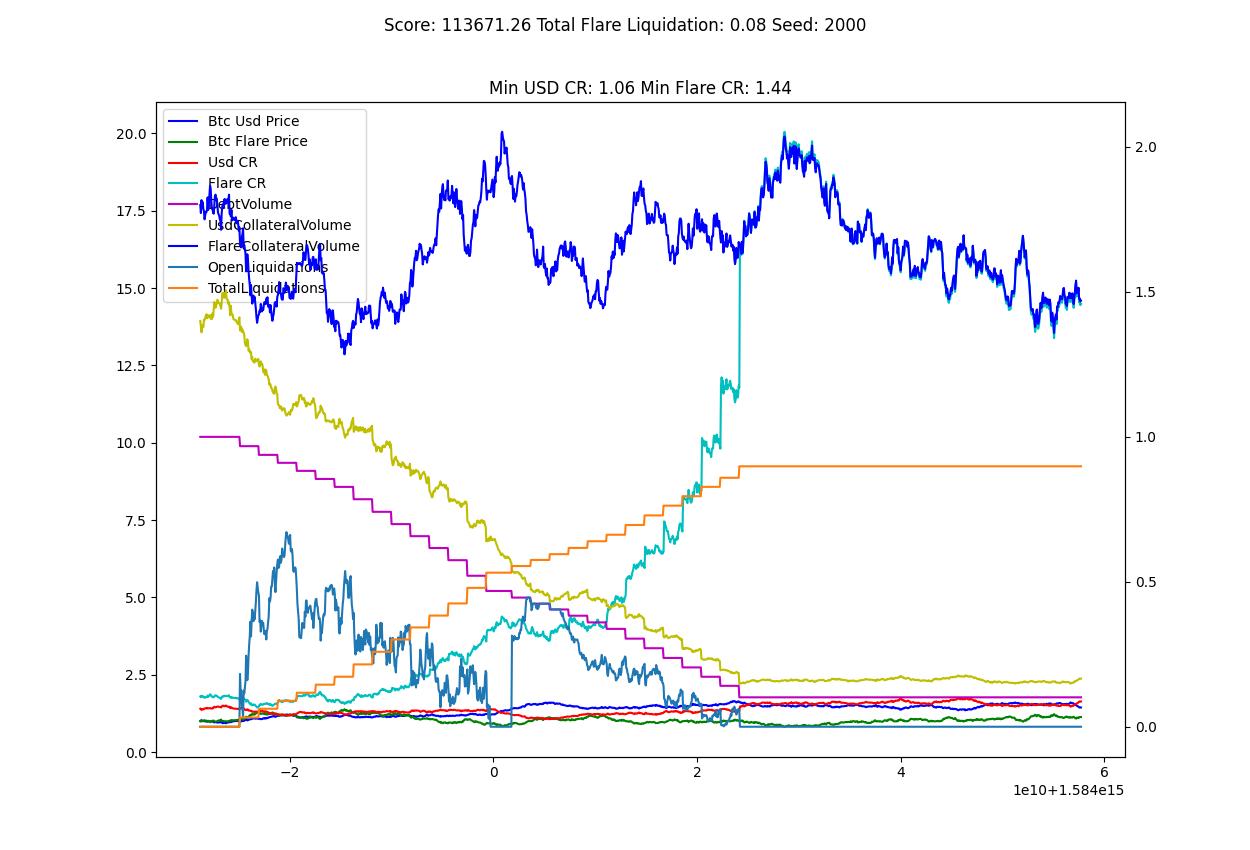 Score: 113671.26 Total Flare Liquidation: 0.08 Seed: 2000
Min USD CR: 1.06 Min Flare CR: 1.44
Btc Usd Price
Btc Flare Price
Usd CR
Flare CR
DebtVolume
UsdCollateralVolume
FlareCollateralVolume
OpenLiquidations
TotalLiquidations
20.0
17.5
15.0
12.5
10.0
7.5
5.0
2.5
0.0
2.0
1.5
1.0
0.5
0.0
−2
0
2
4
6
1e10+1.584e15